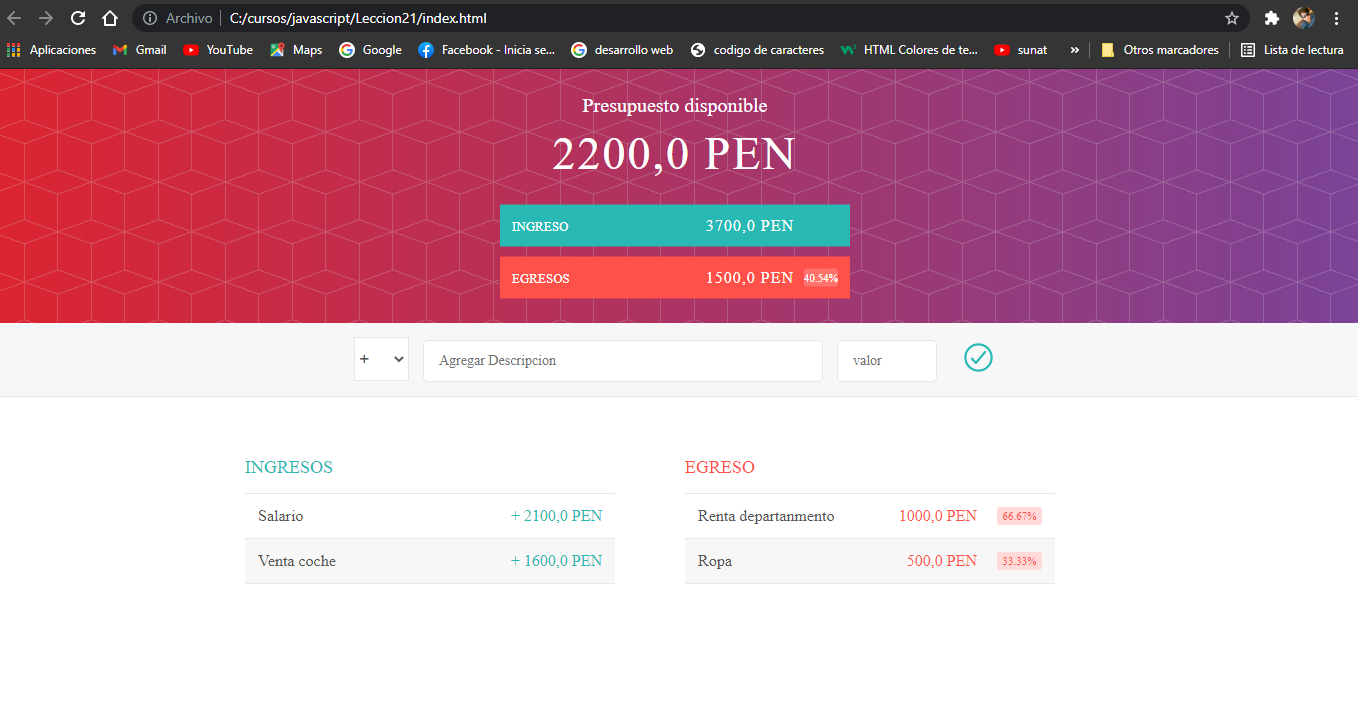 Archivo C:/cursos/javascript/Leccion21/index.html
Aplicaciones Gmail YouTube Maps Google Facebook - Inicia se... desarrollo web codigo de caracteres HTML Colores de te... sunat » Otros marcadores Lista de lectura
Presupuesto disponible
2200,0 PEN
INGRESO 3700,0 PEN
EGRESOS 1500,0 PEN 40.54%
+ Agregar Descripcion valor
INGRESOS
Salario + 2100,0 PEN
Venta coche + 1600,0 PEN
EGRESO
Renta departanmento 1000,0 PEN 66.67%
Ropa 500,0 PEN 33.33%